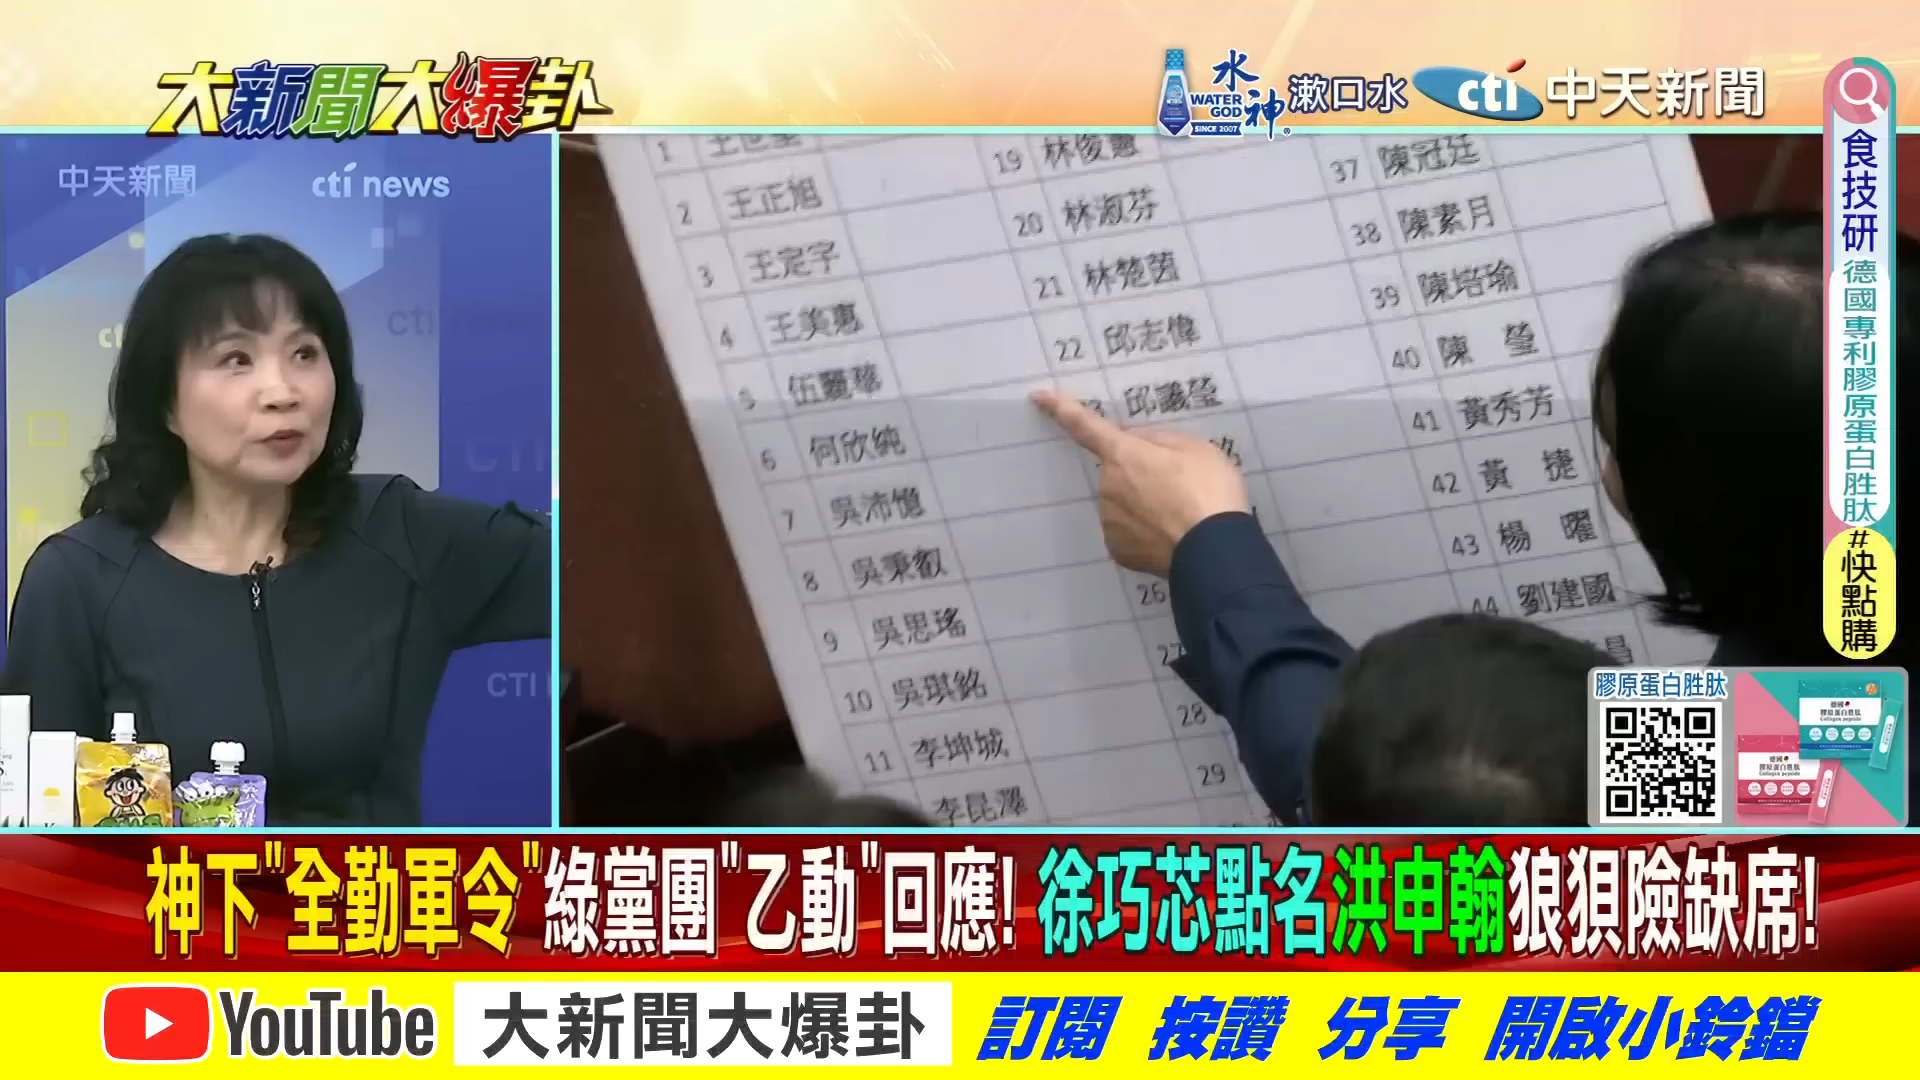 大新聞大爆卦
水神
WATER GOD
SINCE 2007
漱口水
cti 中天新聞
中天新聞
cti news
食技研
德國專利膠原蛋白胜肽
#快點購
膠原蛋白胜肽
1
2 王正旭
3 王定宇
4 王美惠
5 伍麗華
6 何欣純
7 吳沛憶
8 吳秉叡
9 吳思瑤
10 吳琪銘
11 李坤城
李昆澤
19 林俊憲
20 林淑芬
21 林楚茵
22 邱志偉
邱議瑩
26
27
28
29
37 陳冠廷
38 陳素月
39 陳培瑜
40 陳 瑩
41 黃秀芳
42 黃 捷
43 楊 曜
44 劉建國
CTI
神下"全勤軍令"綠黨團"乙動"回應! 徐巧芯點名洪申翰狼狽險缺席!
YouTube 大新聞大爆卦 訂閱 按讚 分享 開啟小鈴鐺